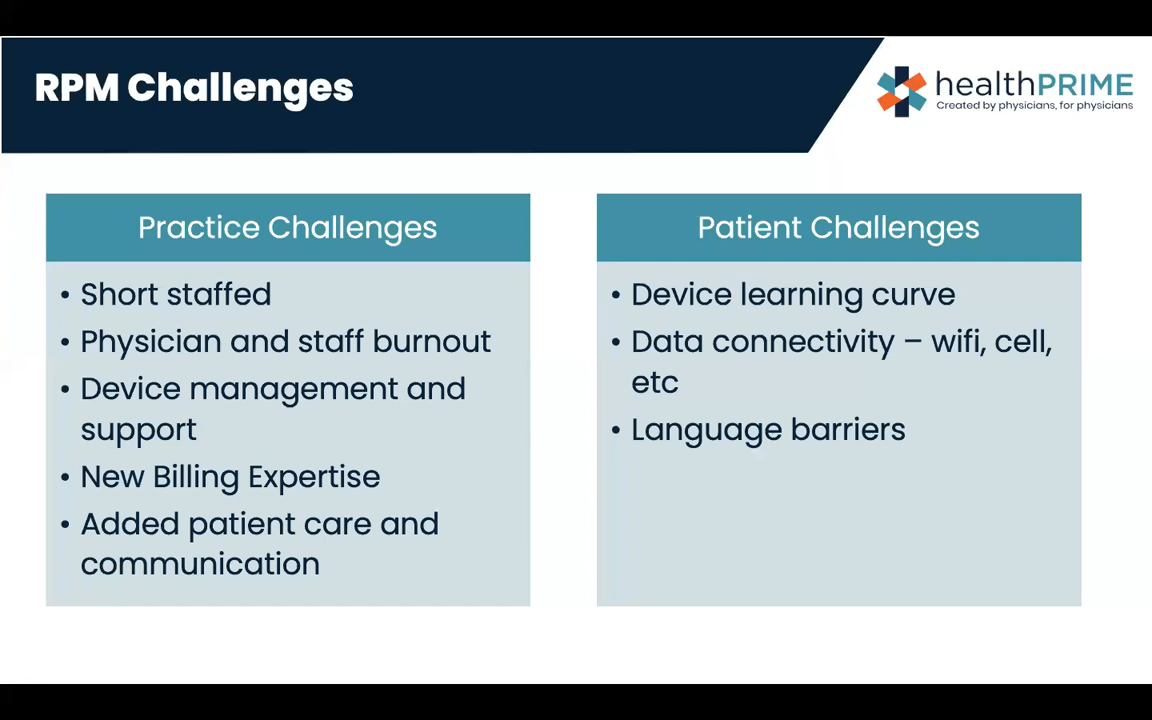 RPM Challenges
healthPRIME
Created by physicians, for physicians
Practice Challenges
• Short staffed
• Physician and staff burnout
• Device management and
support
• New Billing Expertise
• Added patient care and
communication
Patient Challenges
• Device learning curve
• Data connectivity – wifi, cell,
etc
• Language barriers